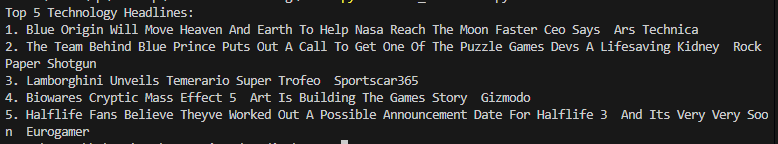 Top 5 Technology Headlines:
1. Blue Origin Will Move Heaven And Earth To Help Nasa Reach The Moon Faster Ceo Says  Ars Technica
2. The Team Behind Blue Prince Puts Out A Call To Get One Of The Puzzle Games Devs A Lifesaving Kidney  Rock
Paper Shotgun
3. Lamborghini Unveils Temerario Super Trofeo  Sportscar365
4. Biowares Cryptic Mass Effect 5  Art Is Building The Games Story  Gizmodo
5. Halflife Fans Believe Theyve Worked Out A Possible Announcement Date For Halflife 3  And Its Very Very Soo
n  Eurogamer